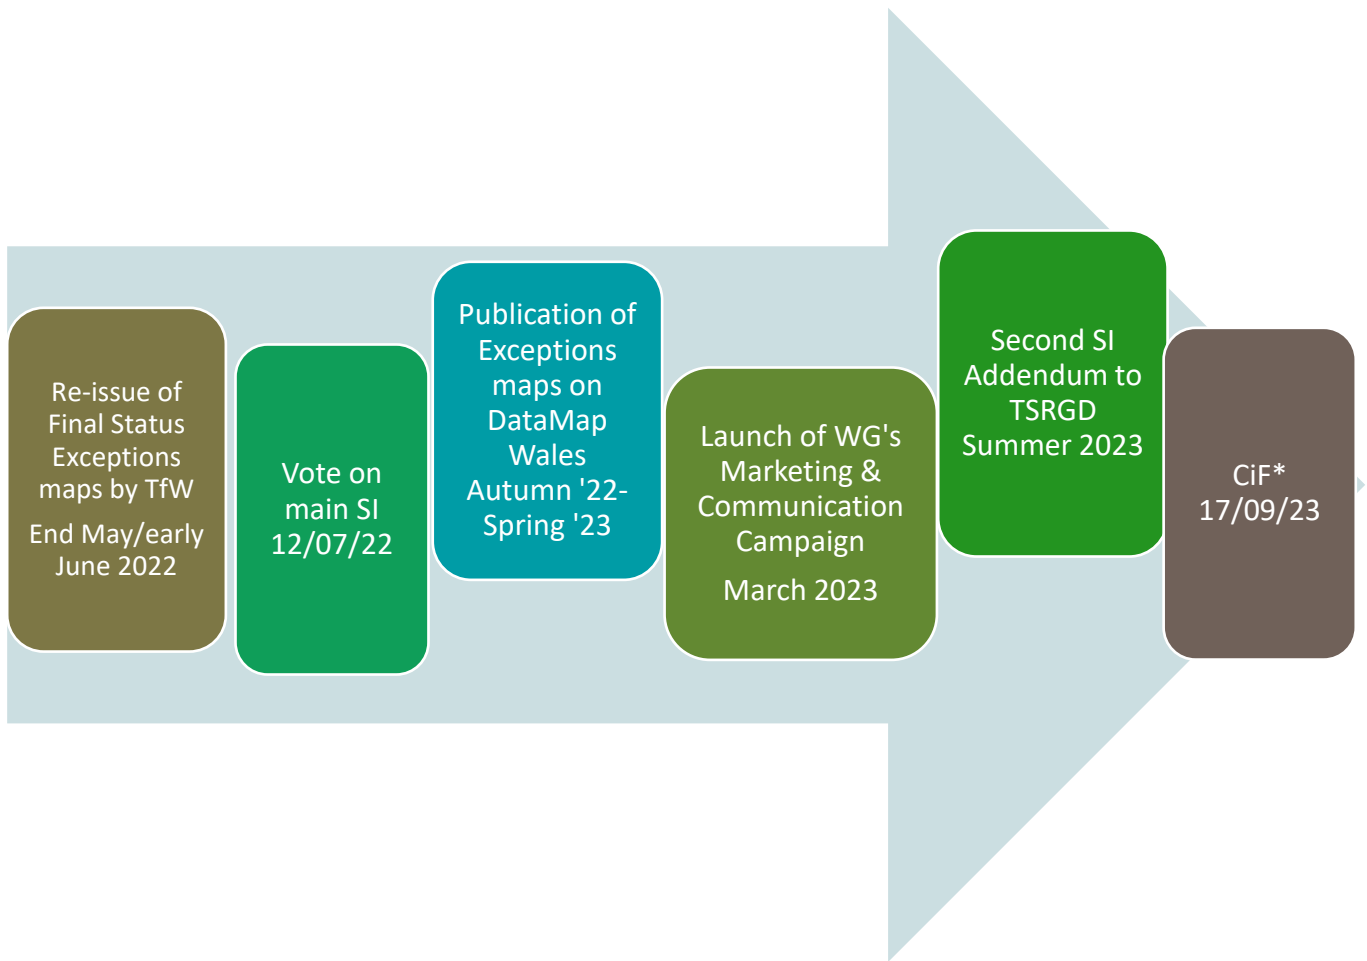 Re-issue of
Final Status
Exceptions
maps by TfW
End May/early
June 2022
Vote on
main SI
12/07/22
Publication of
Exceptions
maps on
DataMap
Wales
Autumn '22-
Spring '23
Launch of WG's
Marketing &
Communication
Campaign
March 2023
Second SI
Addendum to
TSRGD
Summer 2023
CiF*
17/09/23